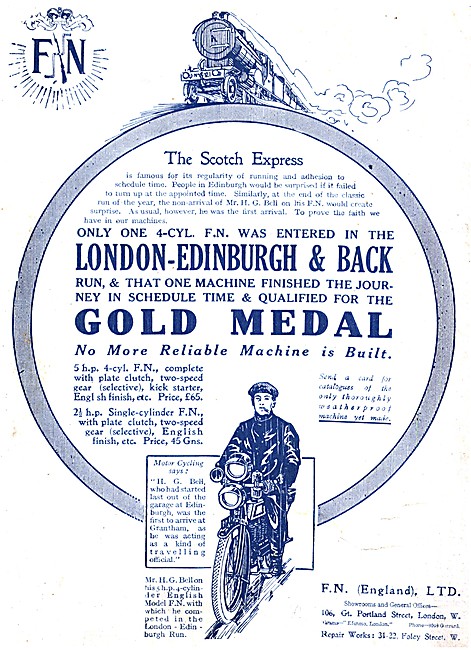 FN
The Scotch Express
is famous for its regularity of running and adhesion to
schedule time. People in Edinburgh would be surprised if it failed
to turn up at the appointed time. Similarly, at the end of the classic
run of the year, the non-arrival of Mr. H. G. Bell on his F.N. would create
surprise. As usual, however, he was the first arrival. To prove the faith we
have in our machines.
ONLY ONE 4-CYL. F.N. WAS ENTERED IN THE
LONDON-EDINBURGH & BACK
RUN, & THAT ONE MACHINE FINISHED THE JOUR-
NEY IN SCHEDULE TIME & QUALIFIED FOR THE
GOLD MEDAL
No More Reliable Machine is Built.
5 h.p. 4-cyl. F.N., complete
with plate clutch, two-speed
gear (selective), kick starter,
English finish, etc. Price, £65.
2½ h.p. Single-cylinder F.N.,
with plate clutch, two-speed
gear (selective), English
finish, etc. Price, 45 Gns.
Send a card for
catalogues of the
only thoroughly
weatherproof
machine yet made.
Motor Cycling
says:
"H. G. Bell,
who had started
last out of the
garage at Edin-
burgh, was the
first to arrive at
Grantham, as
he was acting
as a kind of
travelling
official."
Mr. H. G. Bell on
his 5 h.p. 4-cylin-
der English
Model F.N. with
which he com-
peted in the
London-Edin-
burgh Run.
F.N. (England), LTD.
Showrooms and General Offices—
106, Gt. Portland Street, London, W.
London." Phone
Repair Works: 31-22, Foley Street, W.